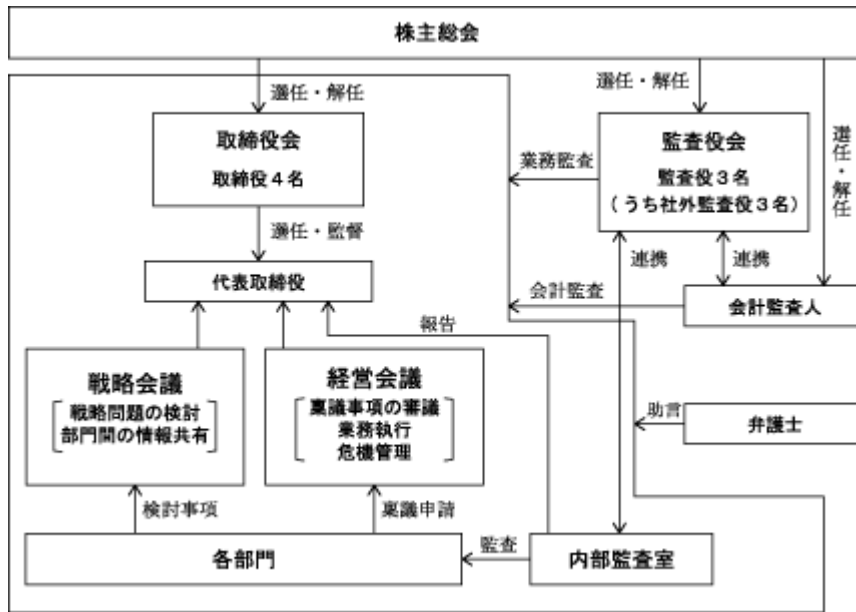 株主総会
選任・解任
選任・解任
選任・解任
取締役会
取締役４名
監査役会
監査役３名
（うち社外監査役３名）
業務監査
選任・監督
連携
連携
代表取締役
会計監査
会計監査人
報告
戦略会議
戦略問題の検討
部門間の情報共有
経営会議
稟議事項の審議
業務執行
危機管理
助言
弁護士
検討事項
稟議申請
各部門
監査
内部監査室